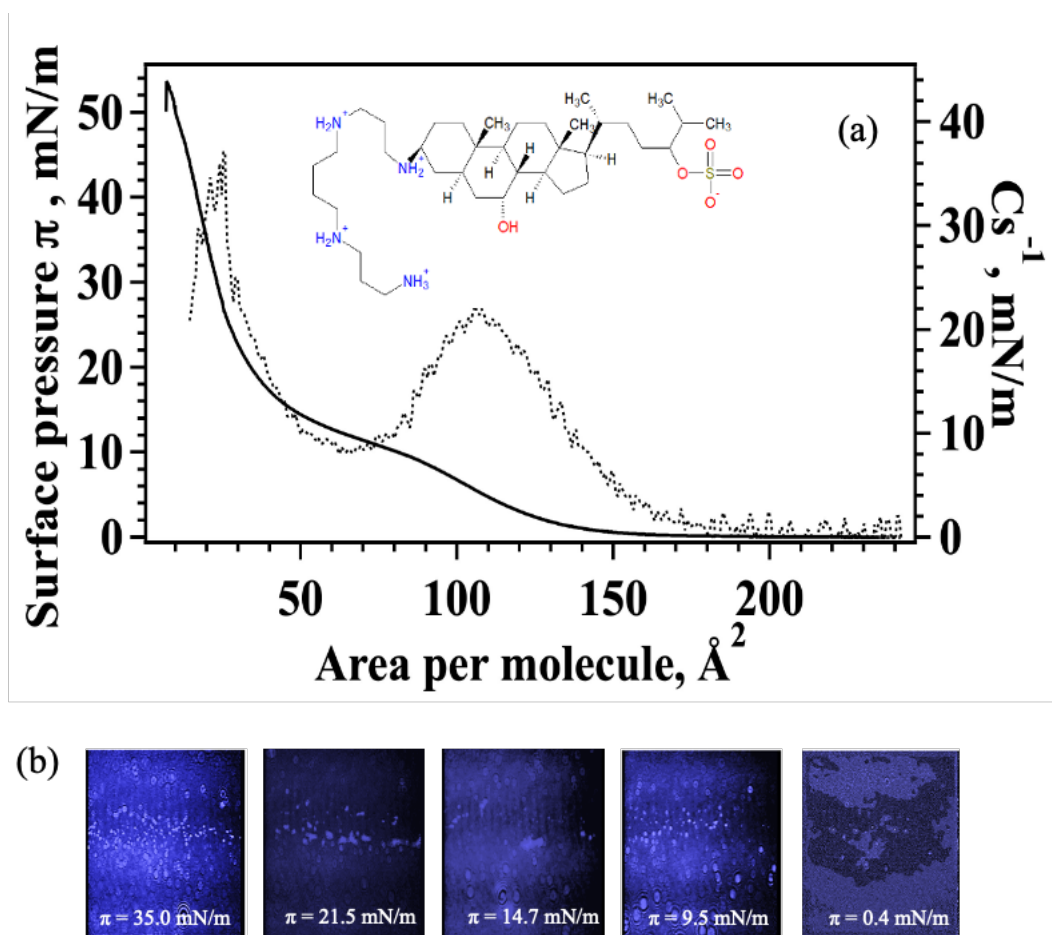 (a)
Surface pressure π , mN/m
50
40
30
20
10
0
Cs⁻¹, mN/m
40
30
20
10
0
50 100 150 200
Area per molecule, Å²
H₂N⁺
NH₂⁺
H₂N⁺
NH₃⁺
CH₃
H
H
H
H
OH
H₃C
CH₃
H
H₃C
CH₃
O
O
S
O
O⁻
(b)
π = 35.0 mN/m π = 21.5 mN/m π = 14.7 mN/m π = 9.5 mN/m π = 0.4 mN/m